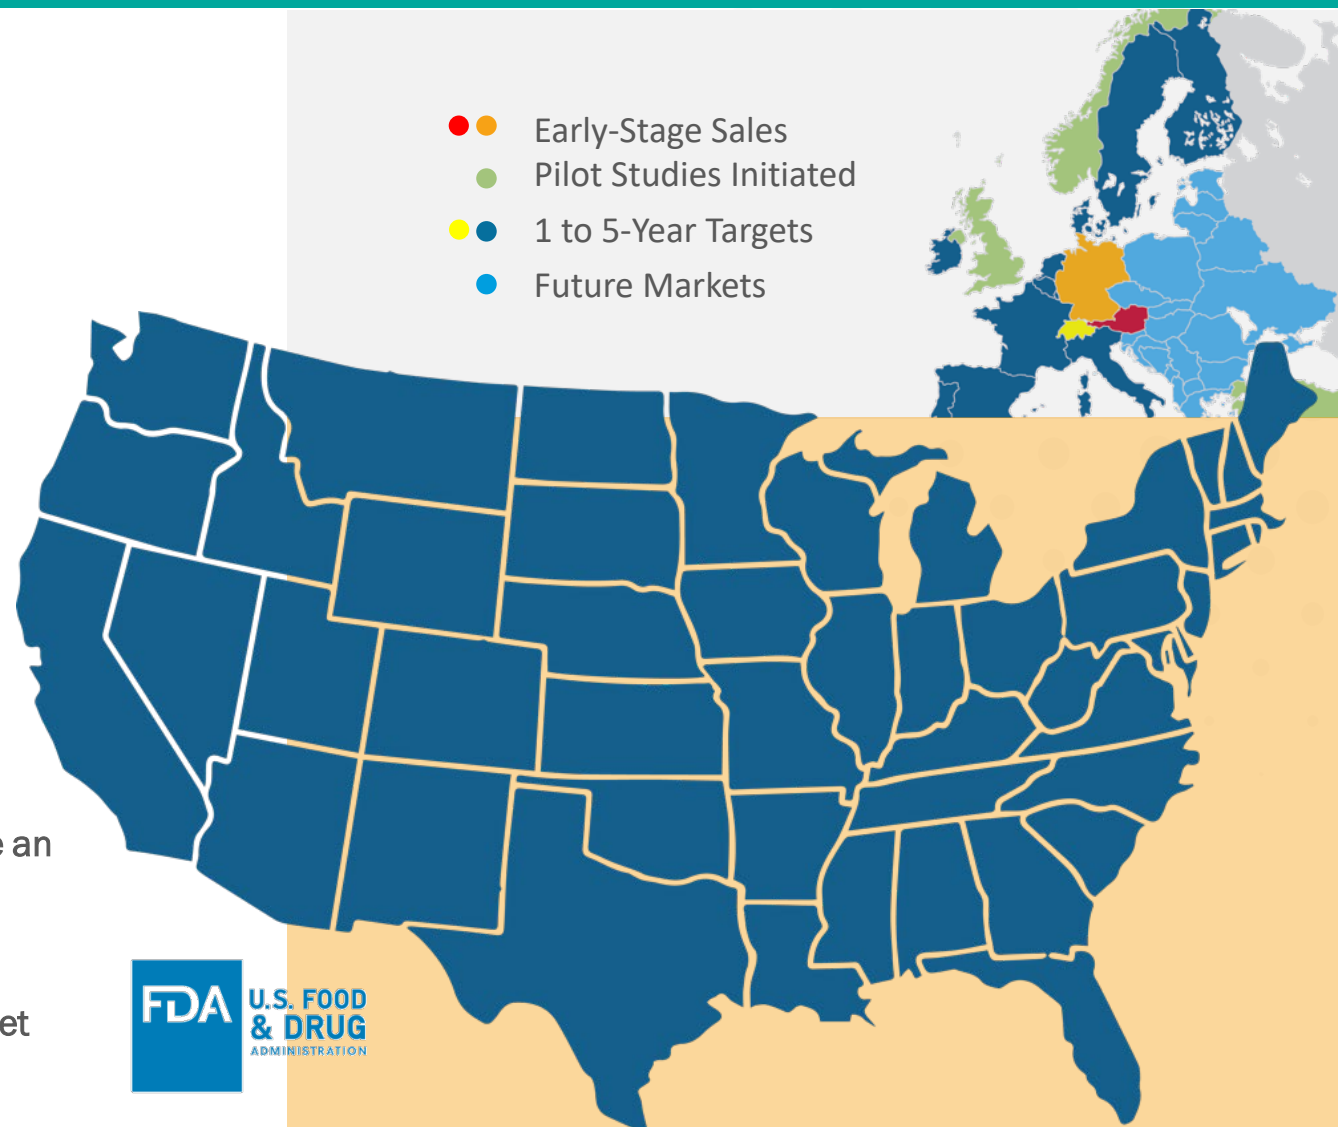 Early-Stage Sales
Pilot Studies Initiated
1 to 5-Year Targets
Future Markets
an
FDA
U.S. FOOD
& DRUG
ADMINISTRATION
et